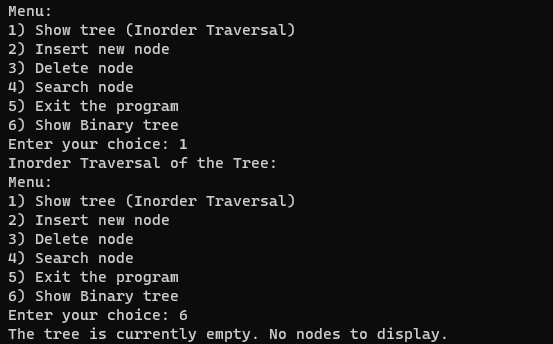 Menu:
1) Show tree (Inorder Traversal)
2) Insert new node
3) Delete node
4) Search node
5) Exit the program
6) Show Binary tree
Enter your choice: 1
Inorder Traversal of the Tree:
Menu:
1) Show tree (Inorder Traversal)
2) Insert new node
3) Delete node
4) Search node
5) Exit the program
6) Show Binary tree
Enter your choice: 6
The tree is currently empty. No nodes to display.